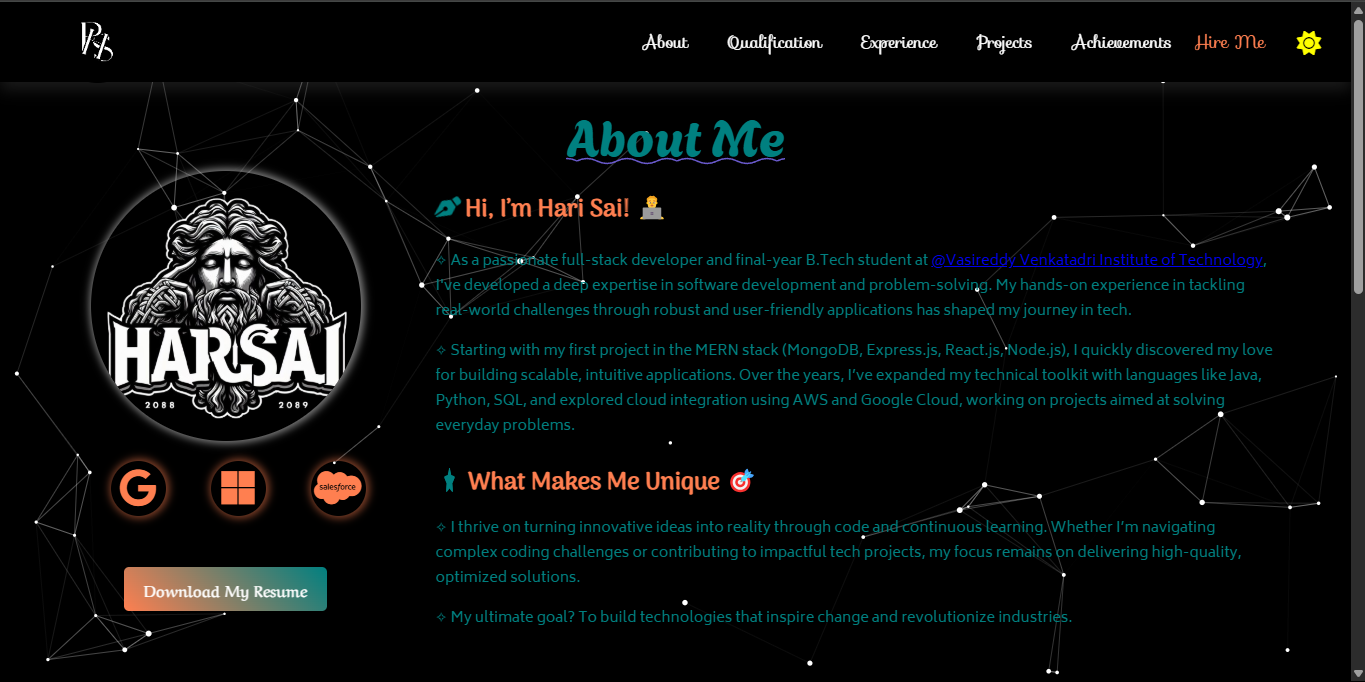 RS
About Qualification Experience Projects Achievements Hire Me
About Me
Hi, I'm Hari Sai!
✧ As a passionate full-stack developer and final-year B.Tech student at @Vasireddy Venkatadri Institute of Technology,
I've developed a deep expertise in software development and problem-solving. My hands-on experience in tackling
real-world challenges through robust and user-friendly applications has shaped my journey in tech.
✧ Starting with my first project in the MERN stack (MongoDB, Express.js, React.js, Node.js), I quickly discovered my love
for building scalable, intuitive applications. Over the years, I've expanded my technical toolkit with languages like Java,
Python, SQL, and explored cloud integration using AWS and Google Cloud, working on projects aimed at solving
everyday problems.
What Makes Me Unique
✧ I thrive on turning innovative ideas into reality through code and continuous learning. Whether I'm navigating
complex coding challenges or contributing to impactful tech projects, my focus remains on delivering high-quality,
optimized solutions.
✧ My ultimate goal? To build technologies that inspire change and revolutionize industries.
HARSAI
2088 2089
G
salesforce
Download My Resume